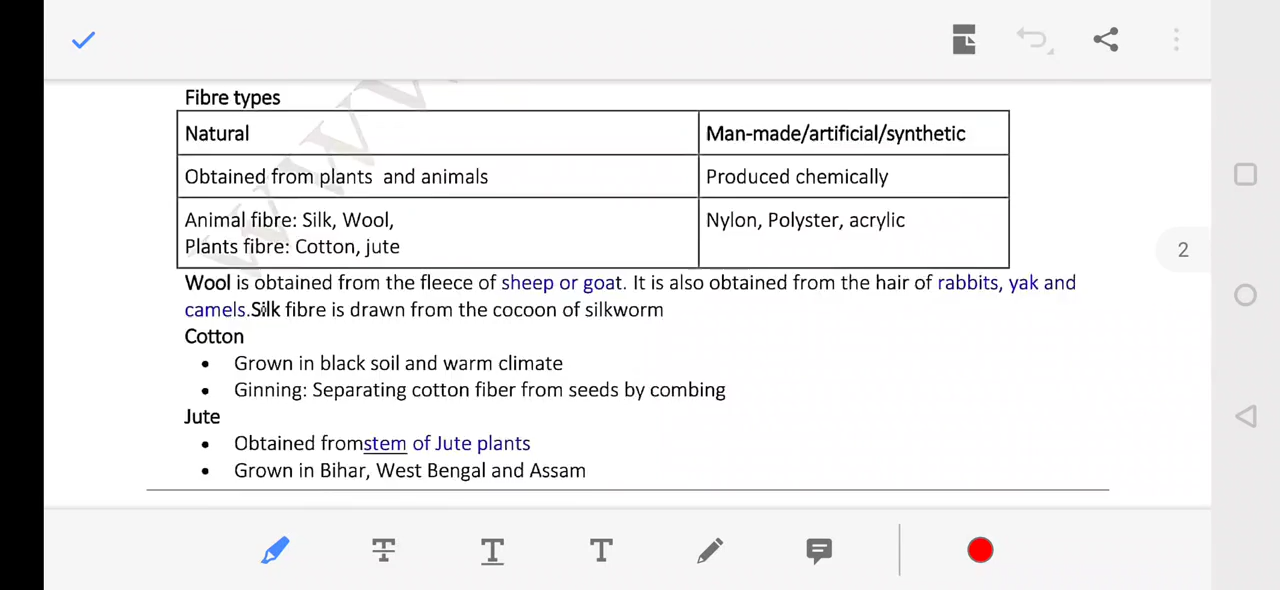 Fibre types
Natural Man-made/artificial/synthetic
Obtained from plants and animals Produced chemically
Animal fibre: Silk, Wool, Nylon, Polyster, acrylic
Plants fibre: Cotton, jute
2
Wool is obtained from the fleece of sheep or goat. It is also obtained from the hair of rabbits, yak and
camels.Silk fibre is drawn from the cocoon of silkworm
Cotton
• Grown in black soil and warm climate
• Ginning: Separating cotton fiber from seeds by combing
Jute
• Obtained fromstem of Jute plants
• Grown in Bihar, West Bengal and Assam